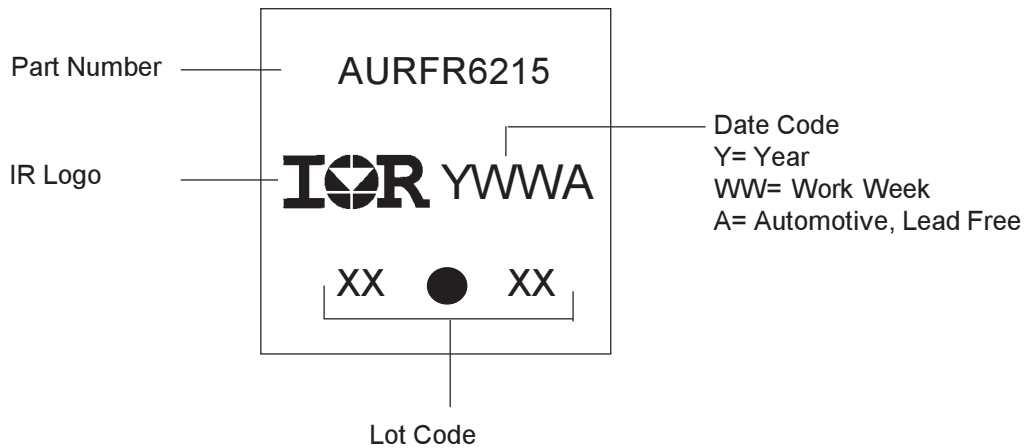 Part Number
AURFR6215
Date Code
Y= Year
WW= Work Week
A= Automotive, Lead Free
IR Logo
IOR YWWA
XX XX
Lot Code